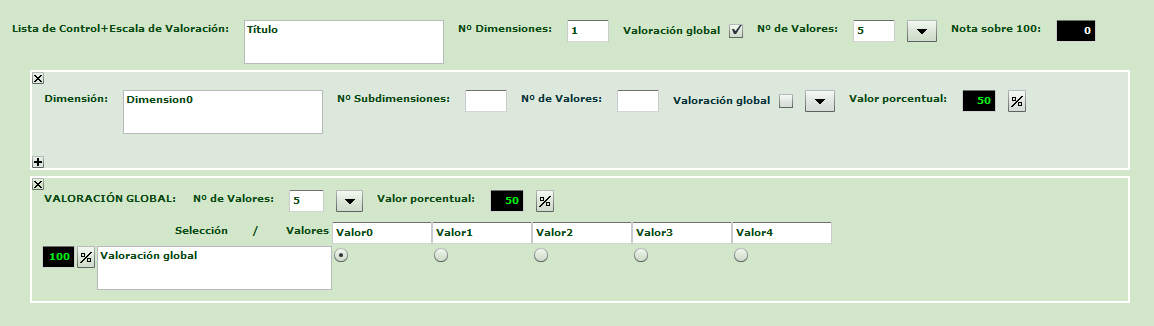 Lista de Control+Escala de Valoración: Título Nº Dimensiones: 1 Valoración global Nº de Valores: 5 Nota sobre 100: 0
Dimensión: Dimension0 Nº Subdimensiones: Nº de Valores: Valoración global Valor porcentual: 50 %
VALORACIÓN GLOBAL: Nº de Valores: 5 Valor porcentual: 50 %
Selección / Valores Valor0 Valor1 Valor2 Valor3 Valor4
100 % Valoración global